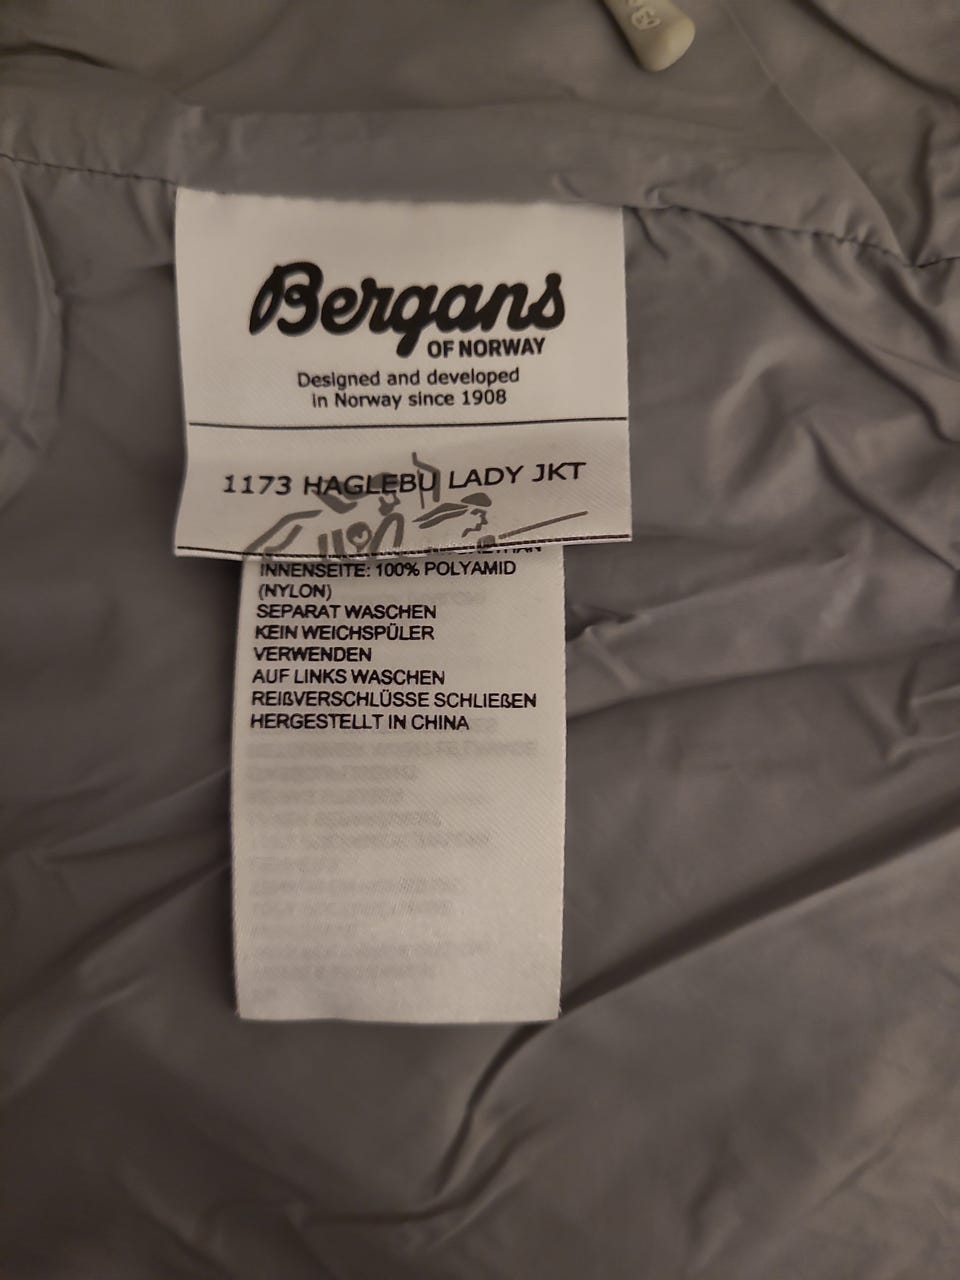 Bergans
OF NORWAY
Designed and developed
in Norway since 1908
1173 HAGLEBU LADY JKT
INNENSEITE: 100% POLYAMID
(NYLON)
SEPARAT WASCHEN
KEIN WEICHSPÜLER
VERWENDEN
AUF LINKS WASCHEN
REIßVERSCHLÜSSE SCHLIEßEN
HERGESTELLT IN CHINA